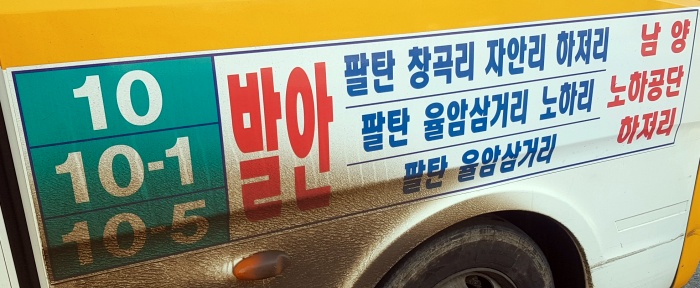 10 발안 팔탄 창곡리 자안리 하저리 남양
10-1 팔탄 율암삼거리 노하리 노하공단
10-5 팔탄 율암삼거리 하저리